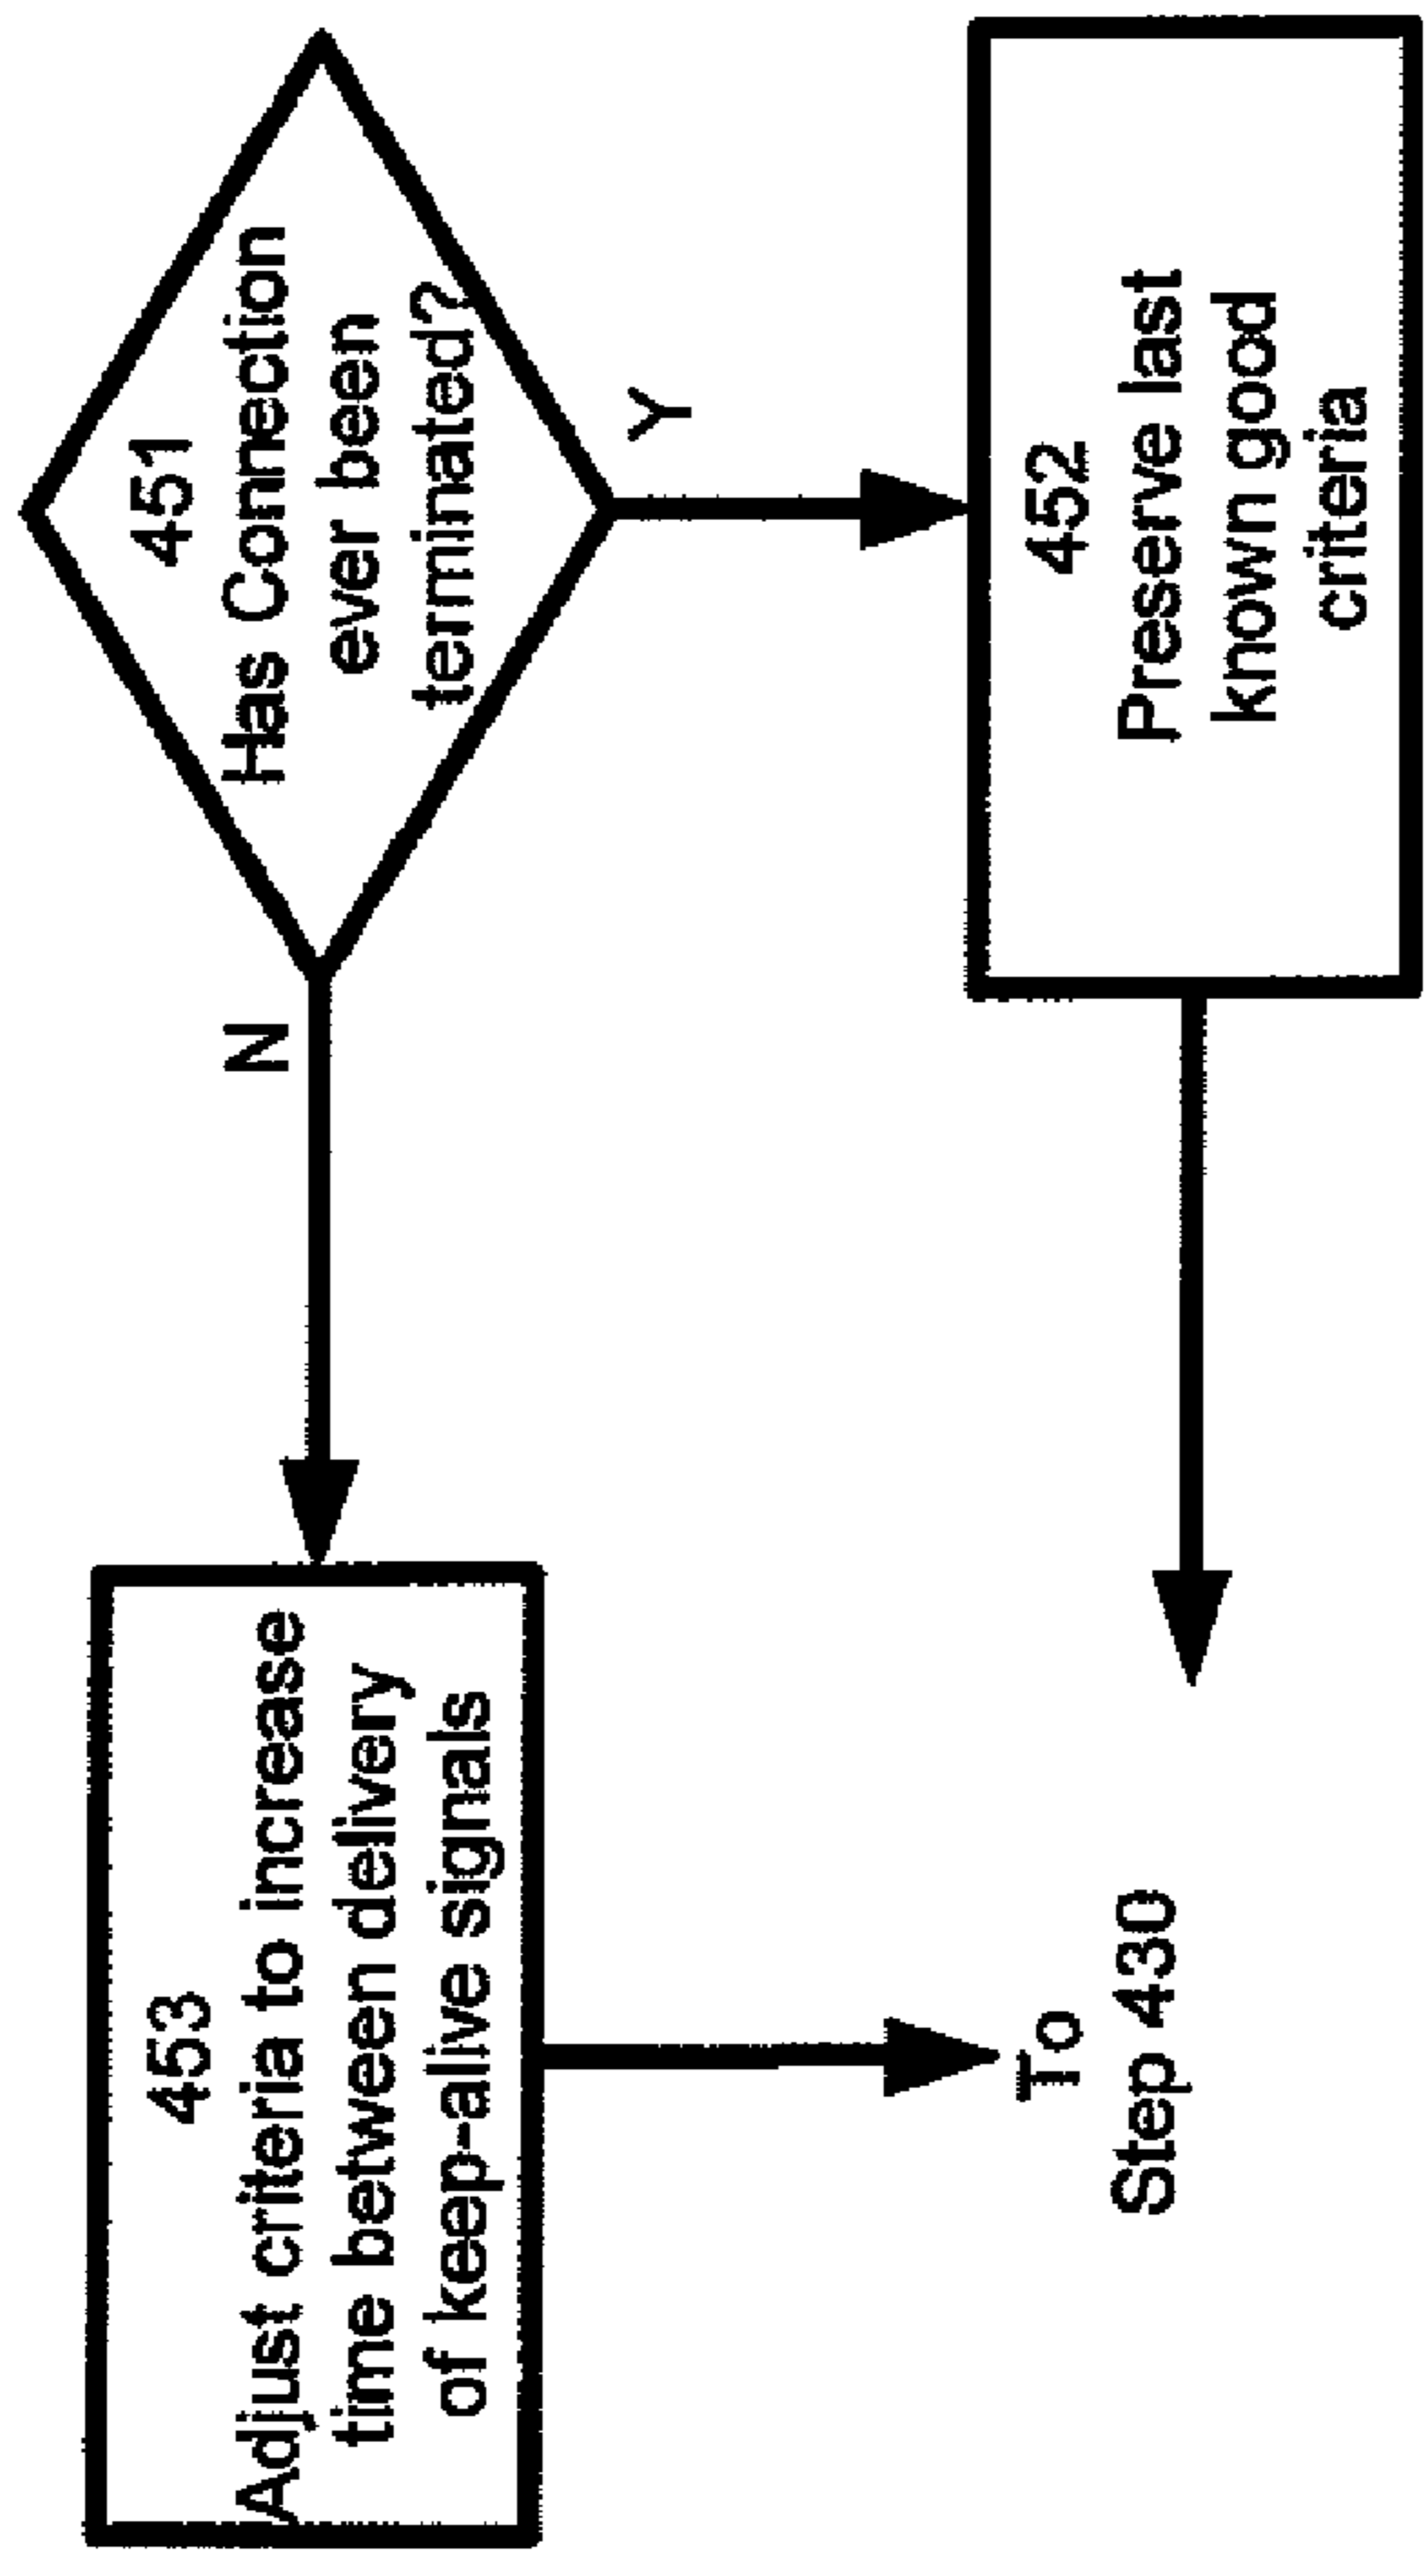 453
Adjust criteria to increase
time between delivery
of keep-alive signals
N
451
Has Connection
ever been
terminated?
Y
To
Step 430
452
Preserve last
known good
criteria